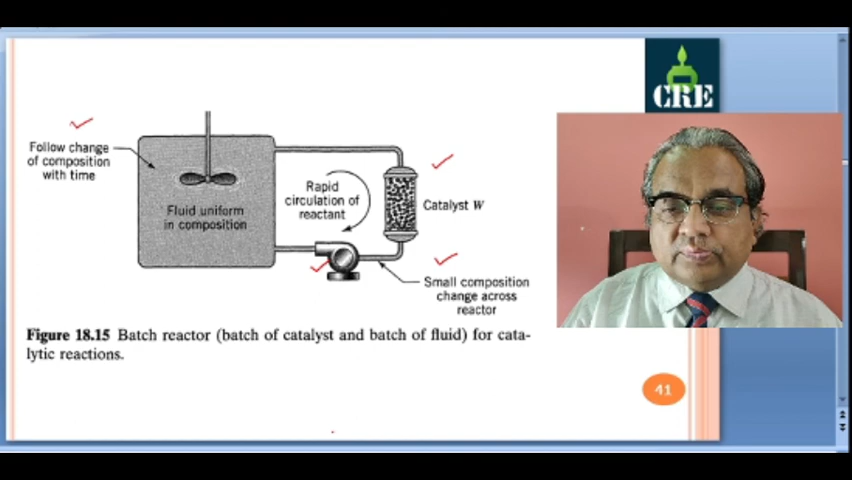 CRE
Follow change
of composition
with time
Fluid uniform
in composition
Rapid
circulation of
reactant
Catalyst W
Small composition
change across
reactor
Figure 18.15 Batch reactor (batch of catalyst and batch of fluid) for cata-
lytic reactions.
41